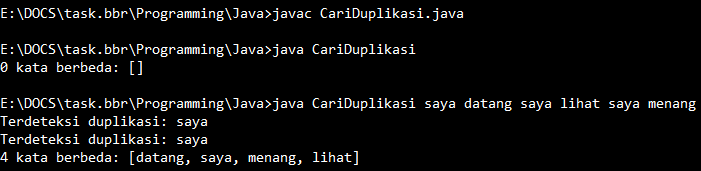 E:\DOCS\task.bbr\Programming\Java>javac CariDuplikasi.java
E:\DOCS\task.bbr\Programming\Java>java CariDuplikasi
0 kata berbeda: []
E:\DOCS\task.bbr\Programming\Java>java CariDuplikasi saya datang saya lihat saya menang
Terdeteksi duplikasi: saya
Terdeteksi duplikasi: saya
4 kata berbeda: [datang, saya, menang, lihat]